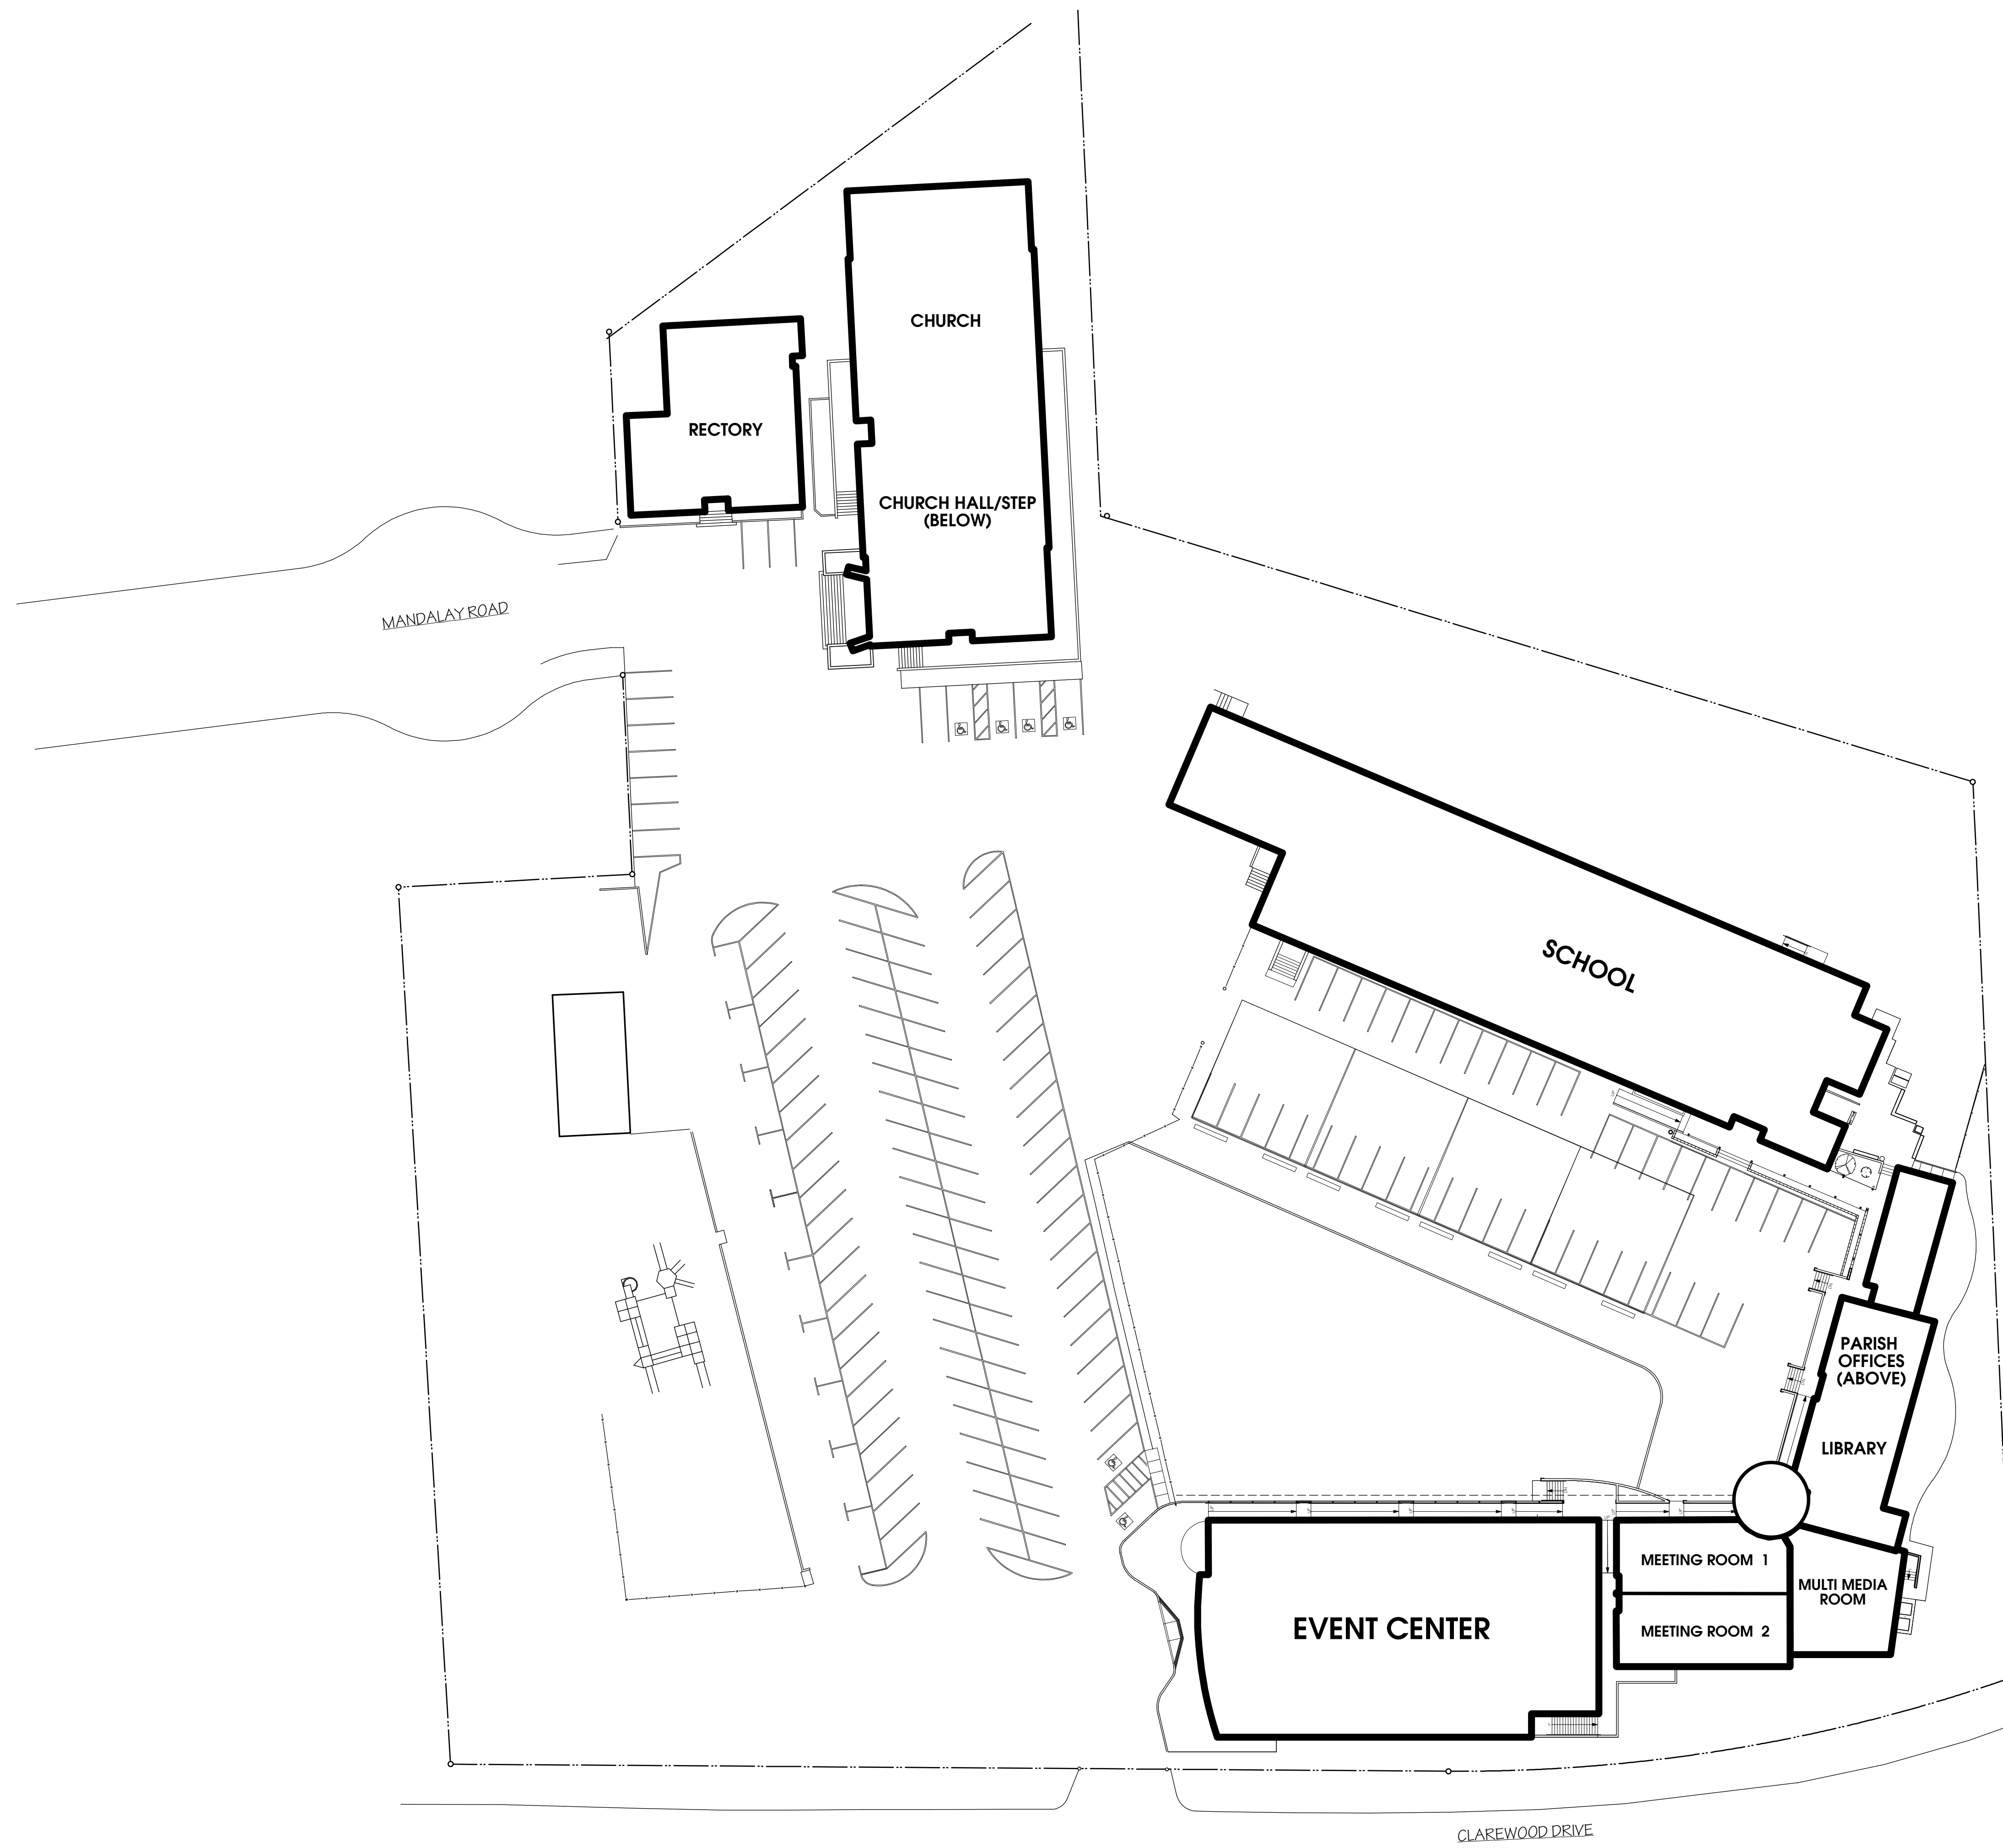 CHURCH
RECTORY
CHURCH HALL/STEP
(BELOW)
MANDALAY ROAD
SCHOOL
PARISH
OFFICES
(ABOVE)
LIBRARY
MEETING ROOM 1
MULTI MEDIA
ROOM
EVENT CENTER
MEETING ROOM 2
CLAREWOOD DRIVE